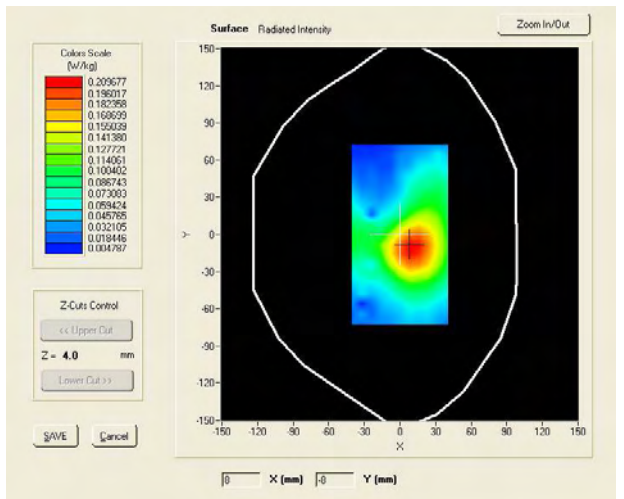 Surface Radiated Intensity
Zoom In/Out
Colors Scale
(W/kg)
0.209677
0.196017
0.182358
0.168699
0.155039
0.141380
0.127721
0.114061
0.100402
0.086743
0.073083
0.059424
0.045765
0.032105
0.018446
0.004787
150
120
90
60
30
0
-30
-60
-90
-120
-150
Y
-150 -120 -90 -60 -30 0 30 60 90 120 150
X
Z-Cuts Control
<< Upper Cut
Z = 4.0 mm
Lower Cut >>
SAVE Cancel
0 X (mm) -0 Y (mm)